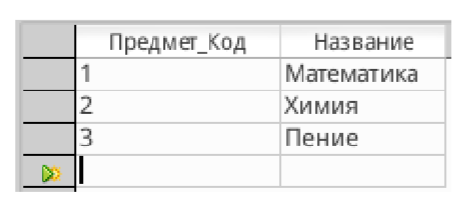 Предмет_Код Название
1 Математика
2 Химия
3 Пение